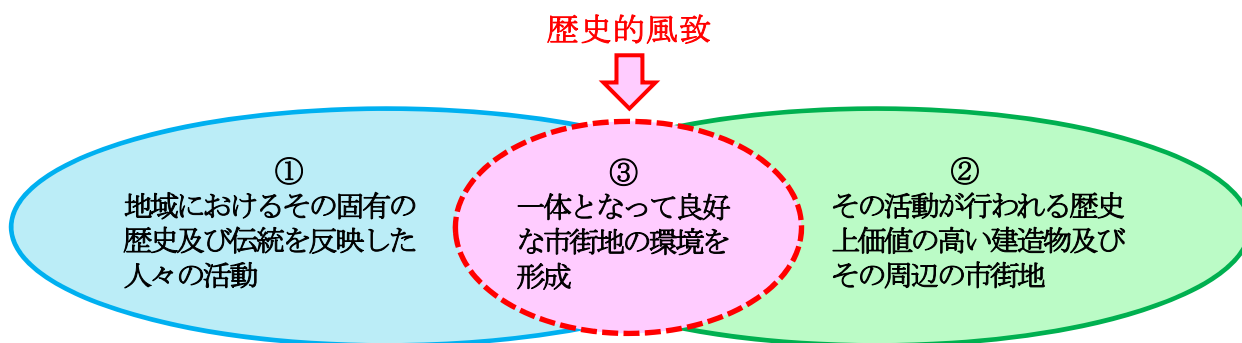 歴史的風致
①
地域におけるその固有の
歴史及び伝統を反映した
人々の活動
③
一体となって良好
な市街地の環境を
形成
②
その活動が行われる歴史
上価値の高い建造物及び
その周辺の市街地